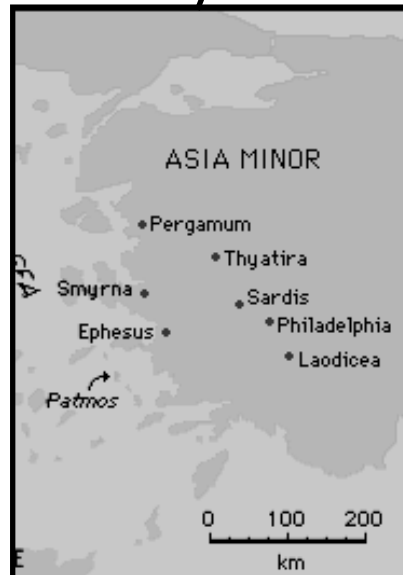 ASIA MINOR
Pergamum
Thyatira
Smyrna
Sardis
Philadelphia
Ephesus
Laodicea
Patmos
0 100 200
km
E